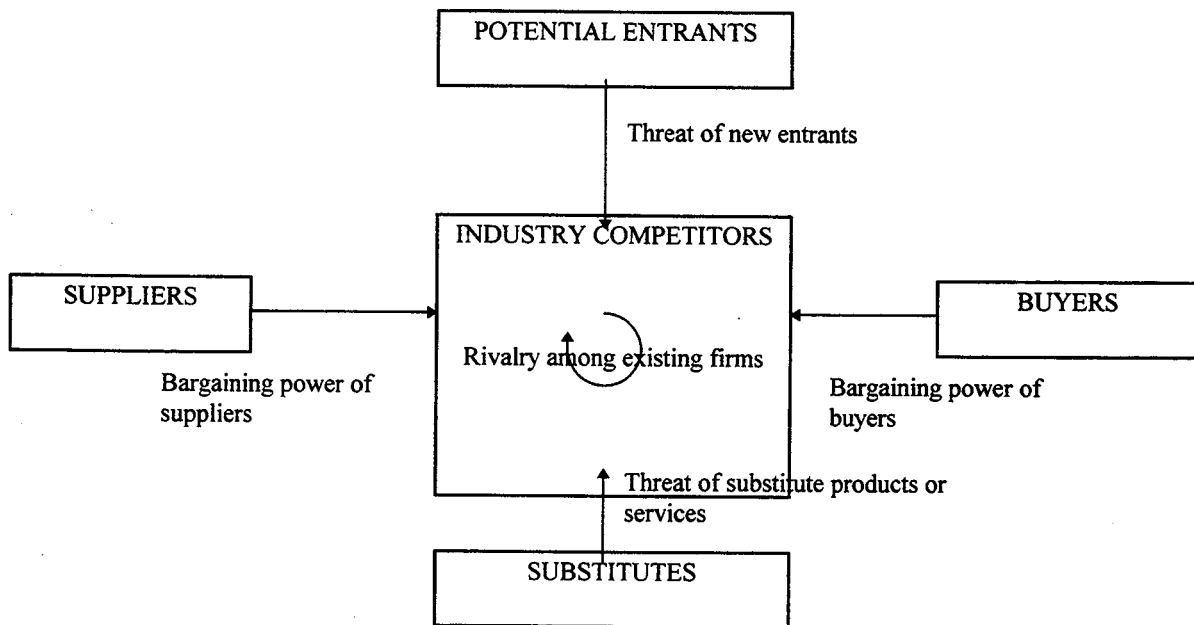 POTENTIAL ENTRANTS
Threat of new entrants
INDUSTRY COMPETITORS
SUPPLIERS
BUYERS
Rivalry among existing firms
Bargaining power of
suppliers
Bargaining power of
buyers
Threat of substitute products or
services
SUBSTITUTES